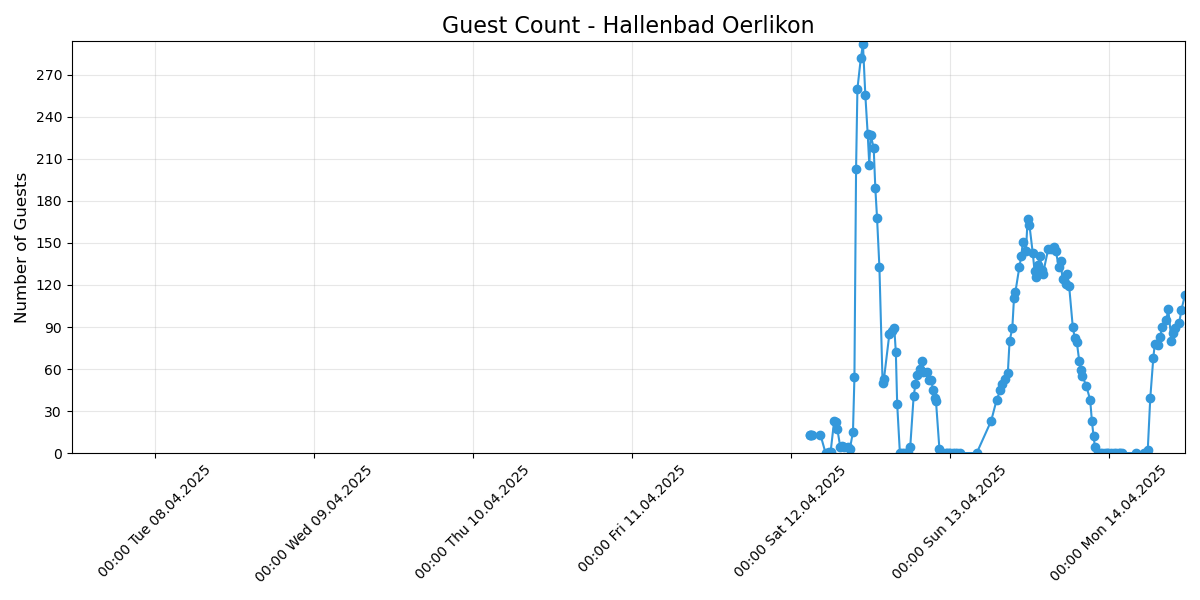 Guest Count - Hallenbad Oerlikon
Number of Guests
270
240
210
180
150
120
90
60
30
0
00:00 Tue 08.04.2025
00:00 Wed 09.04.2025
00:00 Thu 10.04.2025
00:00 Fri 11.04.2025
00:00 Sat 12.04.2025
00:00 Sun 13.04.2025
00:00 Mon 14.04.2025